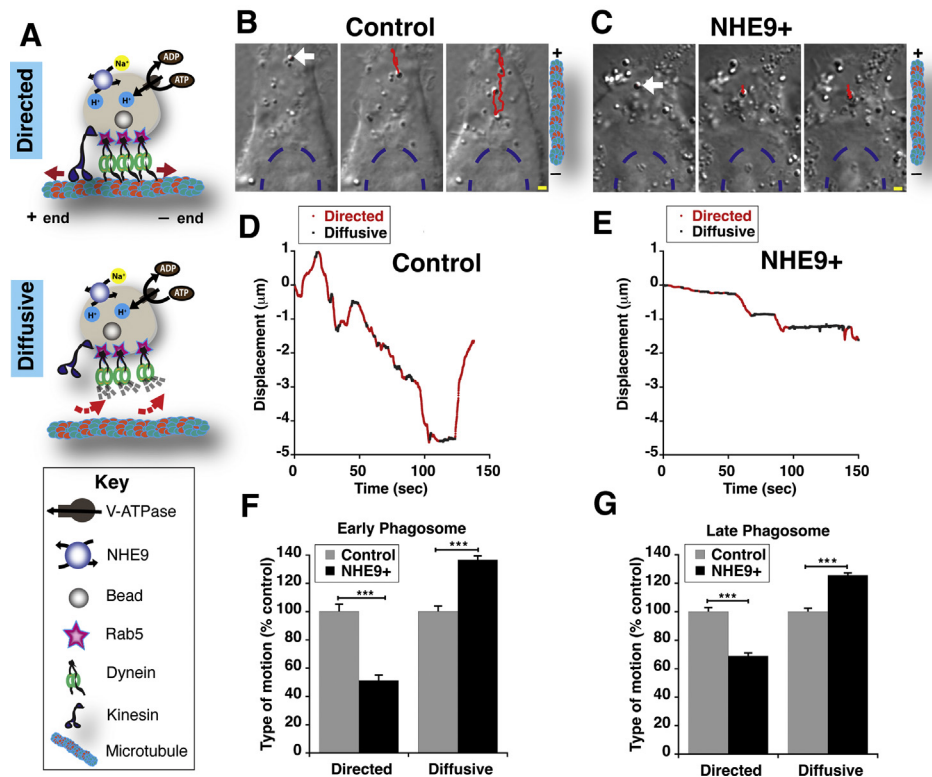 A
Directed
Na⁺
ADP
ATP
H⁺
H⁺
+ end
− end
Diffusive
Na⁺
ADP
ATP
H⁺
H⁺
Key
V-ATPase
NHE9
Bead
Rab5
Dynein
Kinesin
Microtubule
B
Control
+
−
C
NHE9+
+
−
D
Directed
Diffusive
Control
Displacement (μm)
1
0
-1
-2
-3
-4
-5
0
50
100
150
Time (sec)
E
Directed
Diffusive
NHE9+
Displacement (μm)
1
0
-1
-2
-3
-4
-5
0
50
100
150
Time (sec)
F
Early Phagosome
Control
NHE9+
***
***
Type of motion (% control)
140
120
100
80
60
40
20
0
Directed
Diffusive
G
Late Phagosome
Control
NHE9+
***
***
Type of motion (% control)
140
120
100
80
60
40
20
0
Directed
Diffusive